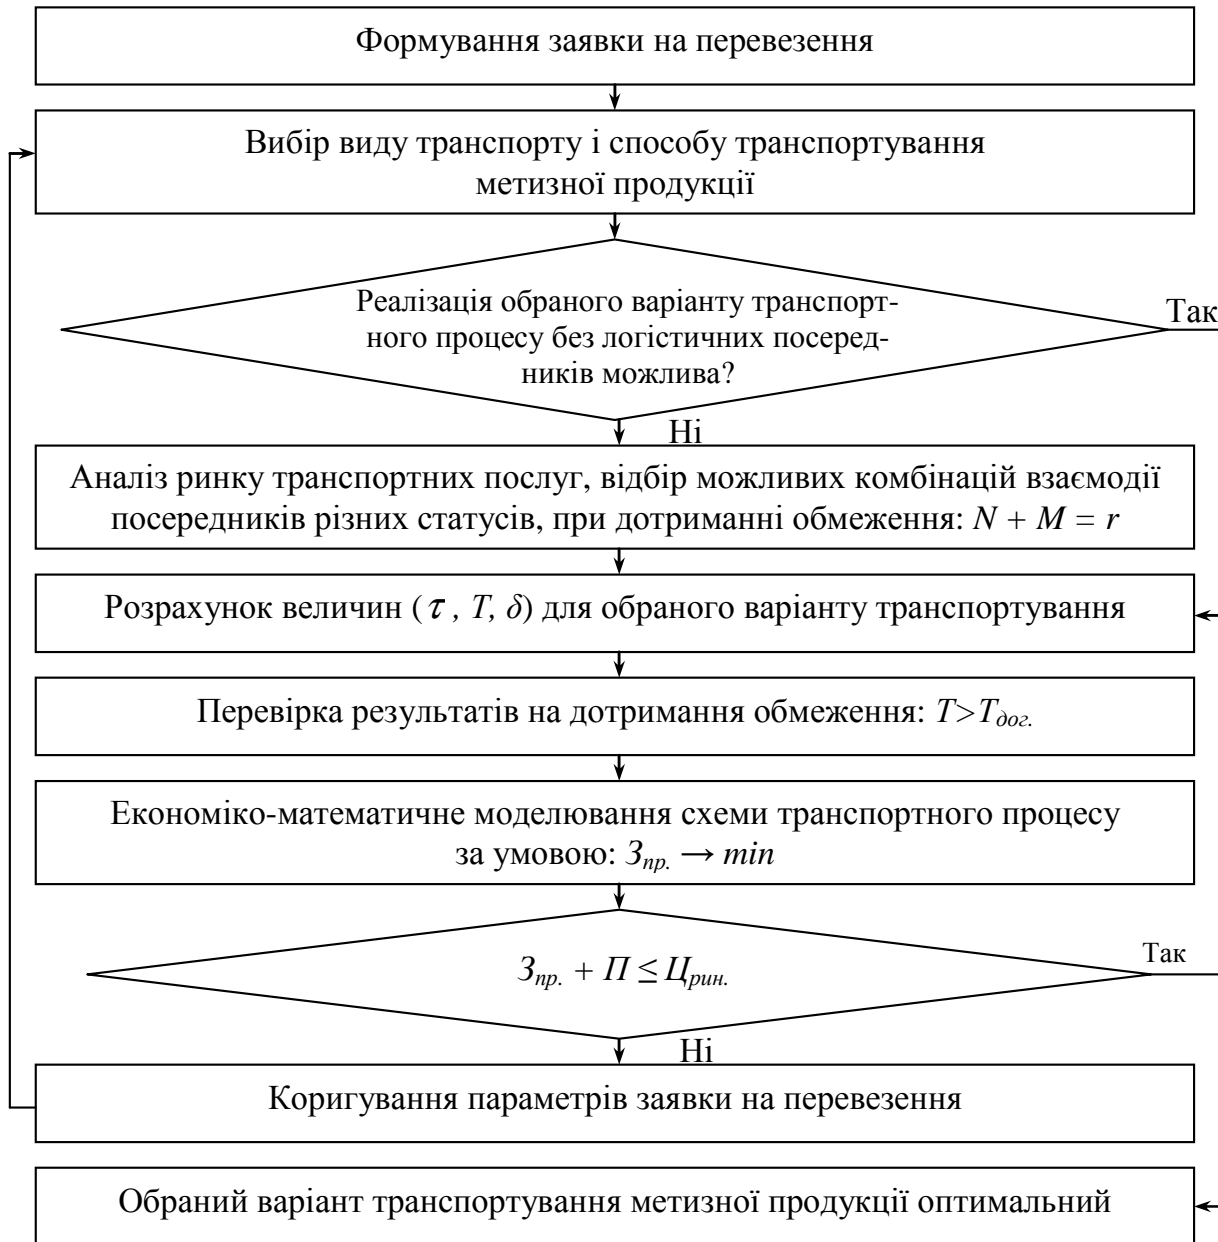 Формування заявки на перевезення
Вибір виду транспорту і способу транспортування
метизної продукції
Реалізація обраного варіанту транспорт-
ного процесу без логістичних посеред-
ників можлива?
Так
Ні
Аналіз ринку транспортних послуг, відбір можливих комбінацій взаємодії
посередників різних статусів, при дотриманні обмеження: N + M = r
Розрахунок величин (τ , T, δ) для обраного варіанту транспортування
Перевірка результатів на дотримання обмеження: T>Tдог.
Економіко-математичне моделювання схеми транспортного процесу
за умовою: Зпр. → min
Зпр. + П ≤ Црин.
Так
Ні
Коригування параметрів заявки на перевезення
Обраний варіант транспортування метизної продукції оптимальний